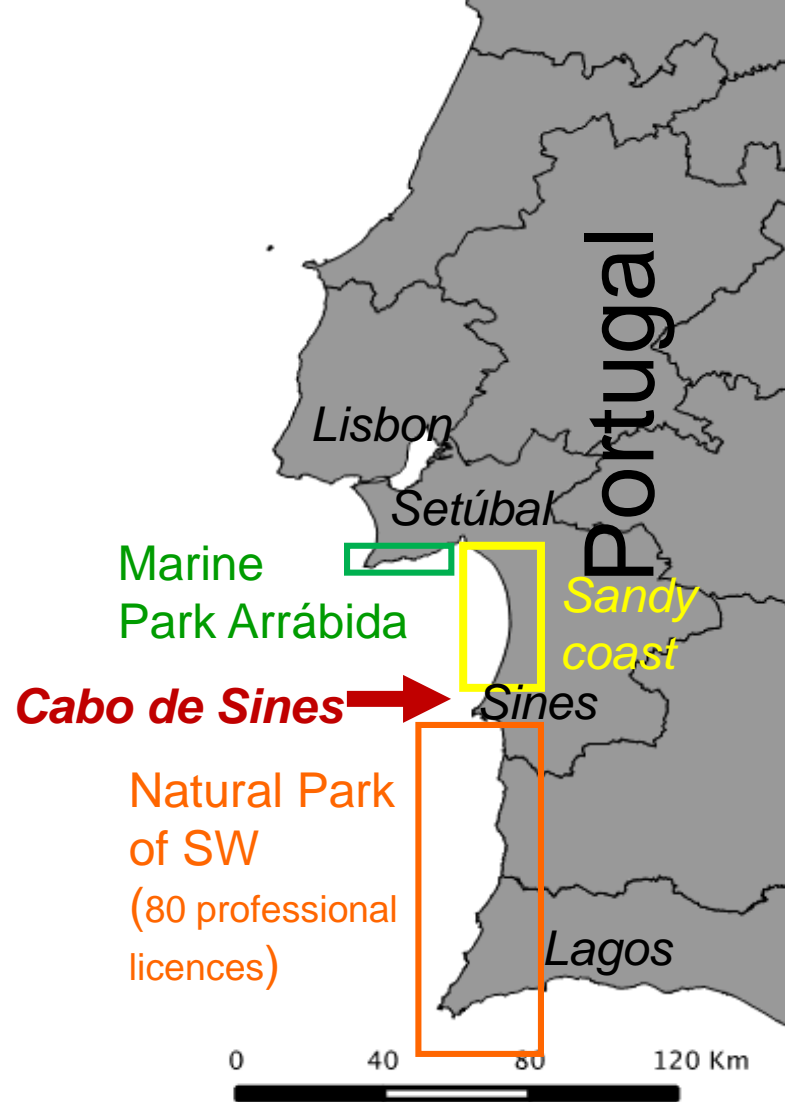 Portugal
Lisbon
Setúbal
Marine
Park Arrábida
Sandy
coast
Cabo de Sines
Sines
Natural Park
of SW
(80 professional
licences)
Lagos
0 40 80 120 Km